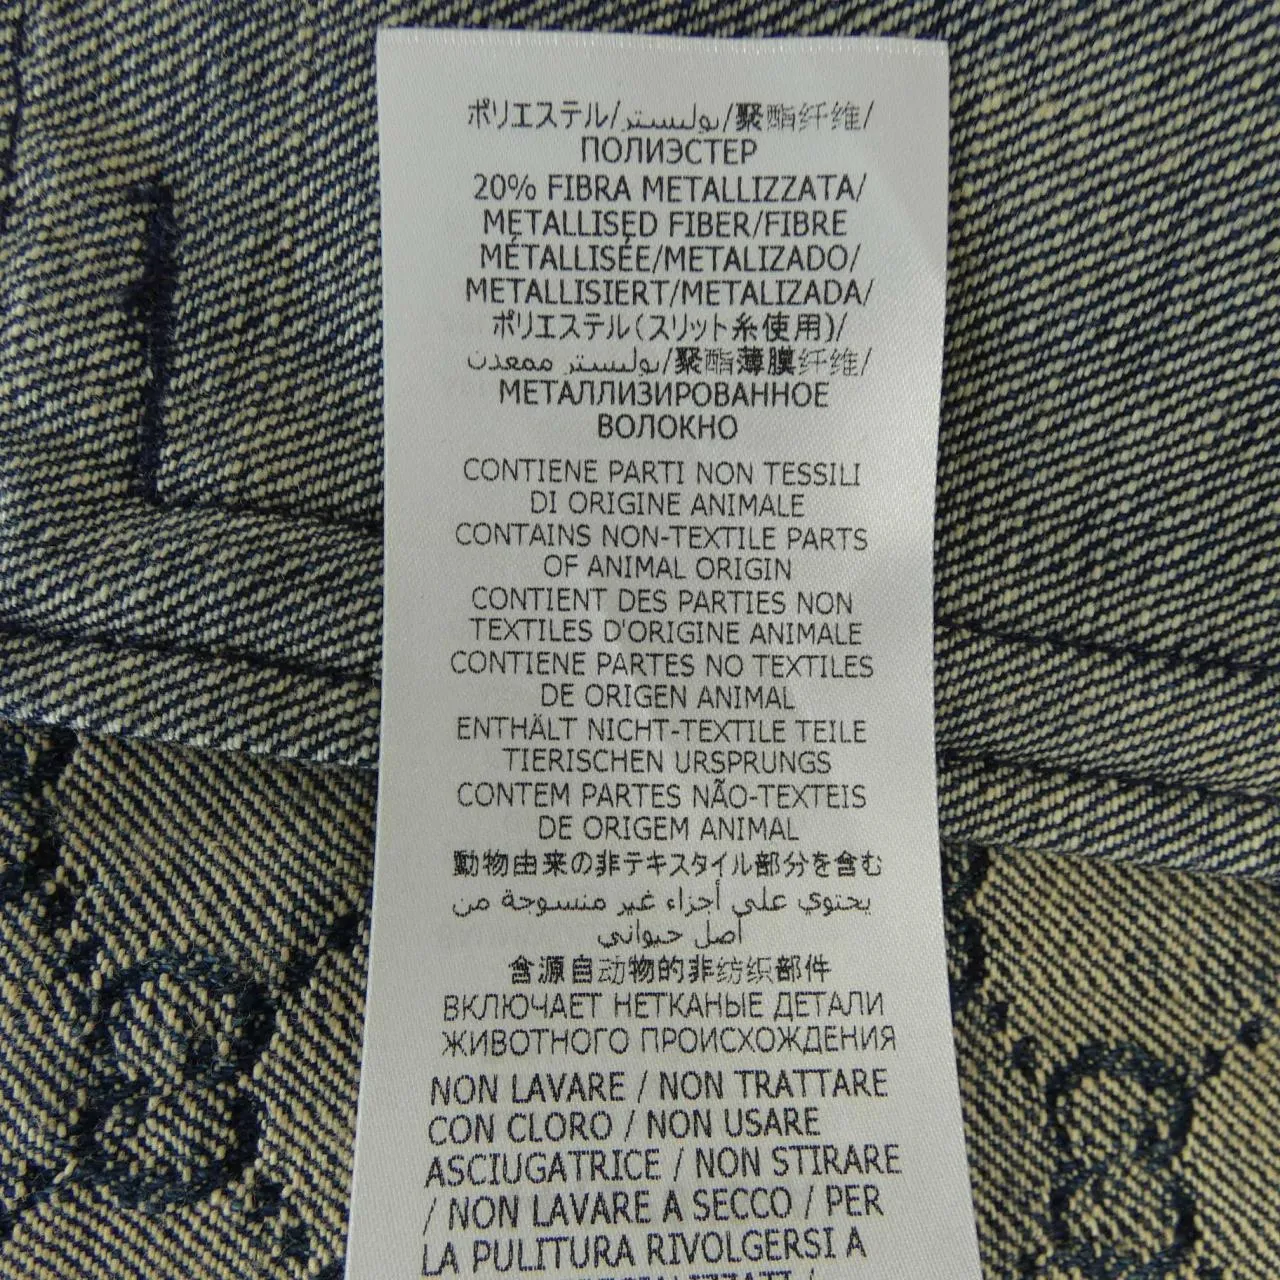 ポリエステル/بوليستر/聚酯纤维/
ПОЛИЭСТЕР
20% FIBRA METALLIZZATA/
METALLISED FIBER/FIBRE
MÉTALLISÉE/METALIZADO/
METALLISIERT/METALIZADA/
ポリエステル(スリット糸使用)/
بوليستر ممعدن/聚酯薄膜纤维/
МЕТАЛЛИЗИРОВАННОЕ
ВОЛОКНО
CONTIENE PARTI NON TESSILI
DI ORIGINE ANIMALE
CONTAINS NON-TEXTILE PARTS
OF ANIMAL ORIGIN
CONTIENT DES PARTIES NON
TEXTILES D'ORIGINE ANIMALE
CONTIENE PARTES NO TEXTILES
DE ORIGEN ANIMAL
ENTHÄLT NICHT-TEXTILE TEILE
TIERISCHEN URSPRUNGS
CONTEM PARTES NÃO-TEXTEIS
DE ORIGEM ANIMAL
動物由来の非テキスタイル部分を含む
يحتوي على أجزاء غير منسوجة من
اصل حيواني
含源自动物的非纺织部件
ВКЛЮЧАЕТ НЕТКАНЫЕ ДЕТАЛИ
ЖИВОТНОГО ПРОИСХОЖДЕНИЯ
NON LAVARE / NON TRATTARE
CON CLORO / NON USARE
ASCIUGATRICE / NON STIRARE
/ NON LAVARE A SECCO / PER
LA PULITURA RIVOLGERSI A